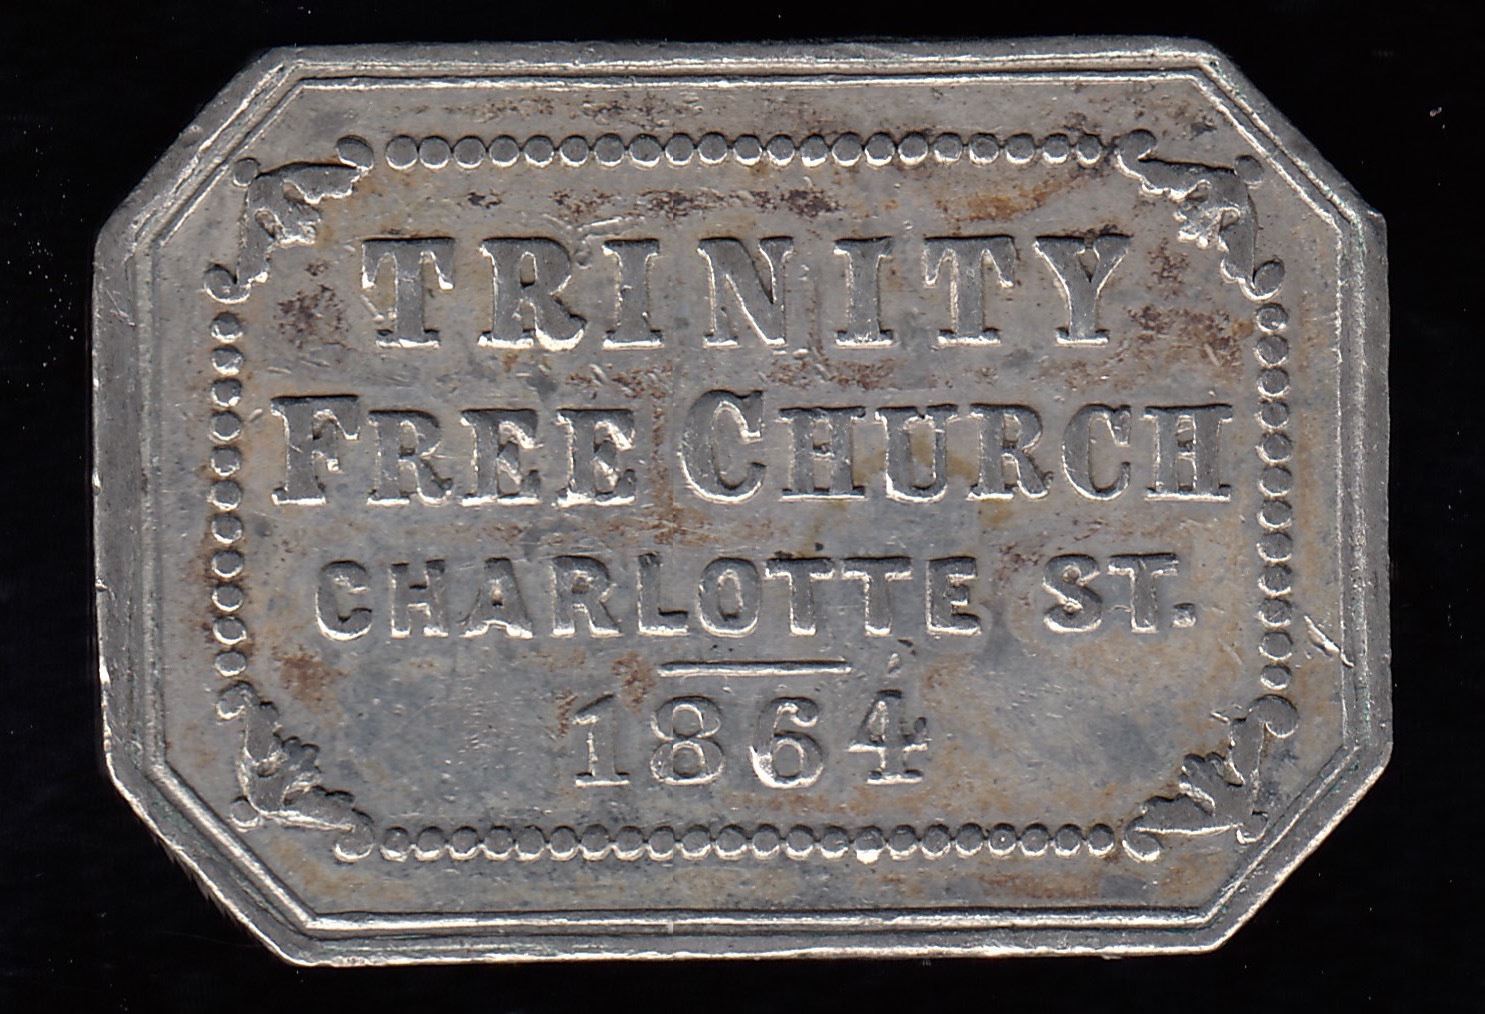 TRINITY
FREE CHURCH
CHARLOTTE ST.
1864